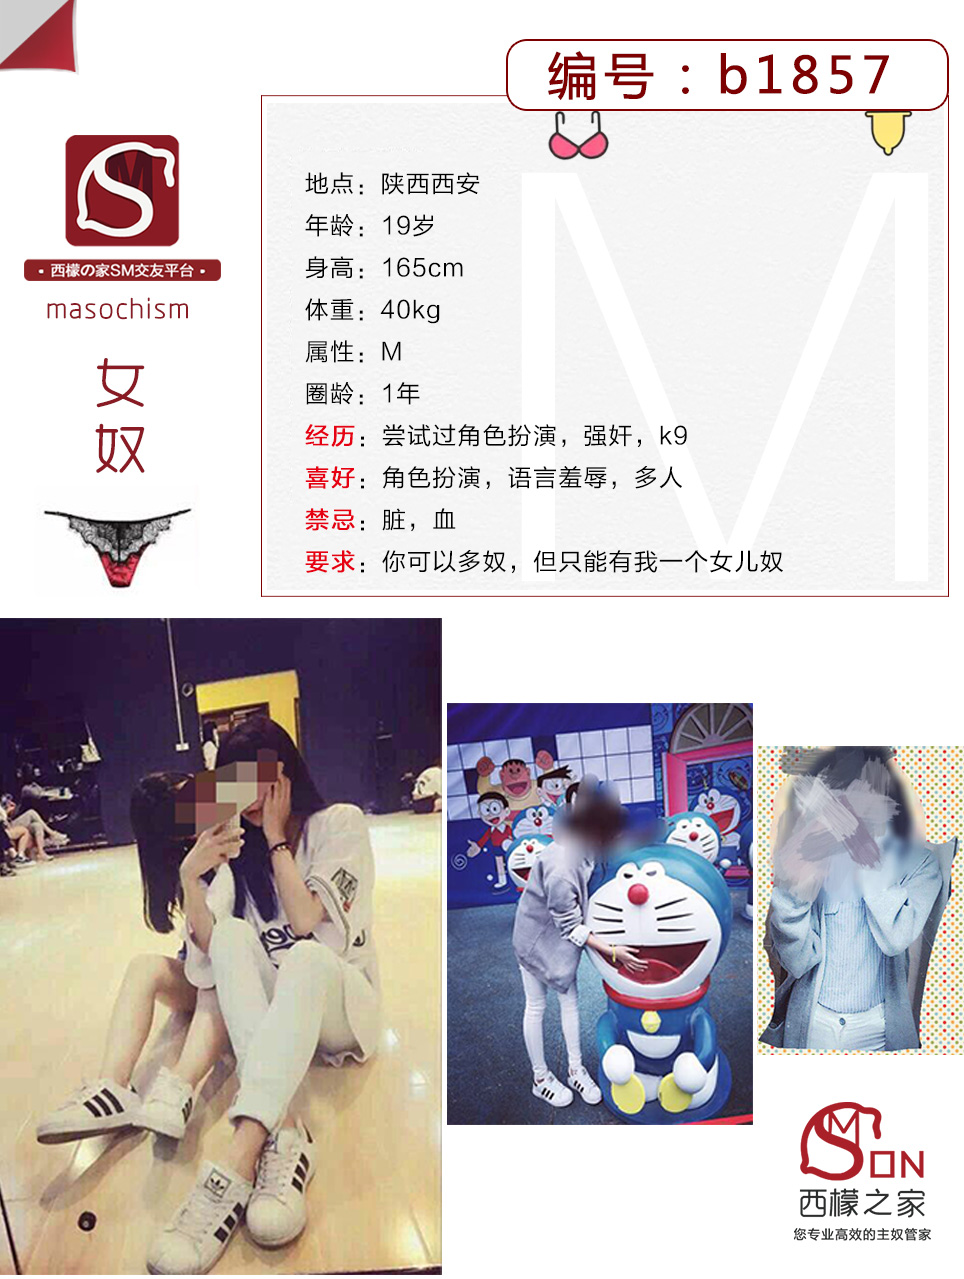 编号：b1857
西檬の家SM交友平台
masochism
女
奴
地点：陕西西安
年龄：19岁
身高：165cm
体重：40kg
属性：M
圈龄：1年
经历：尝试过角色扮演，强奸，k9
喜好：角色扮演，语言羞辱，多人
禁忌：脏，血
要求：你可以多奴，但只能有我一个女儿奴
M
SM
SMON
西檬之家
您专业高效的主奴管家